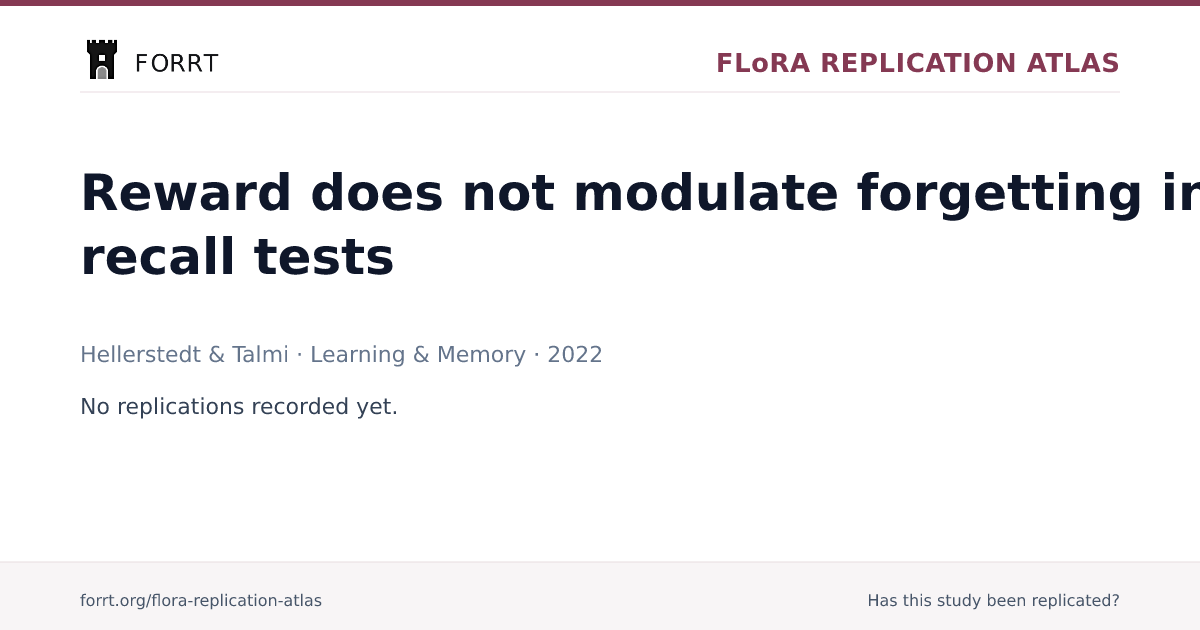 FORRT
FLoRA REPLICATION ATLAS
Reward does not modulate forgetting in
recall tests
Hellerstedt & Talmi · Learning & Memory · 2022
No replications recorded yet.
forrt.org/flora-replication-atlas
Has this study been replicated?